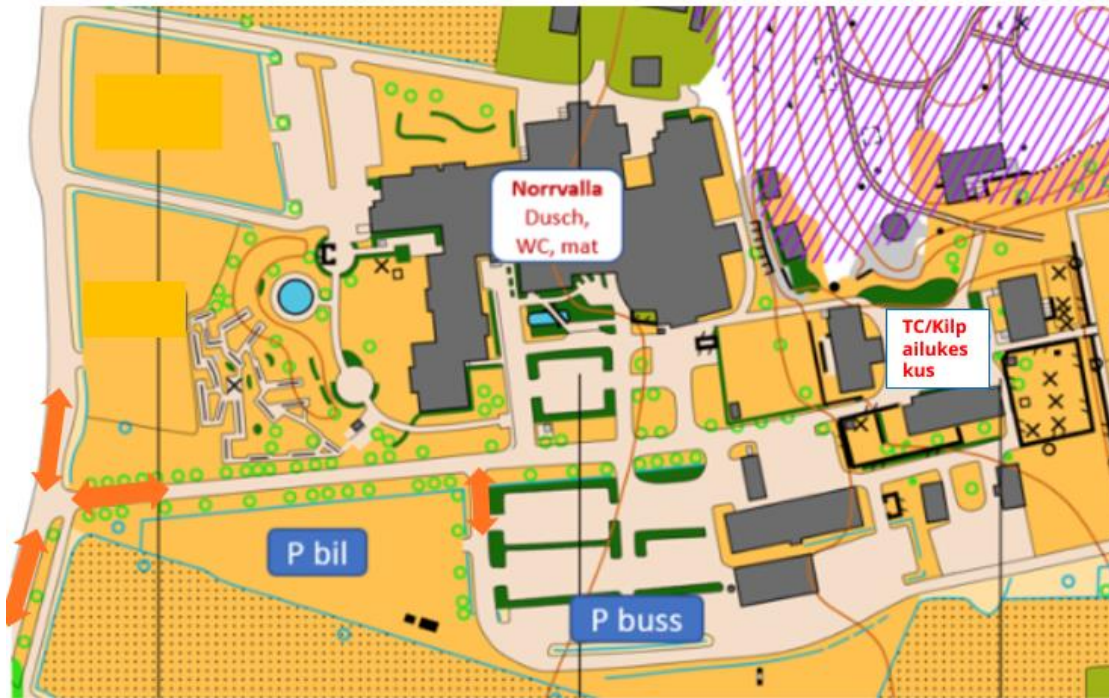 Norrvalla
Dusch,
WC, mat
TC/Kilp
ailukes
kus
P bil
P buss